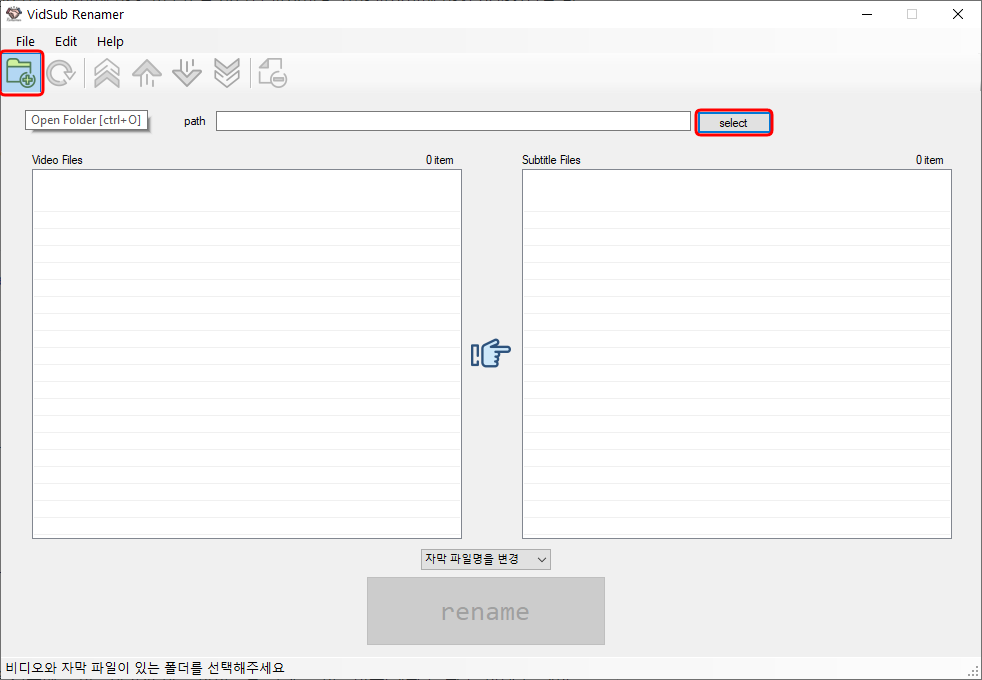 VidSub Renamer
File Edit Help
Open Folder [ctrl+O] path select
Video Files 0 item Subtitle Files 0 item
자막 파일명을 변경
rename
비디오와 자막 파일이 있는 폴더를 선택해주세요